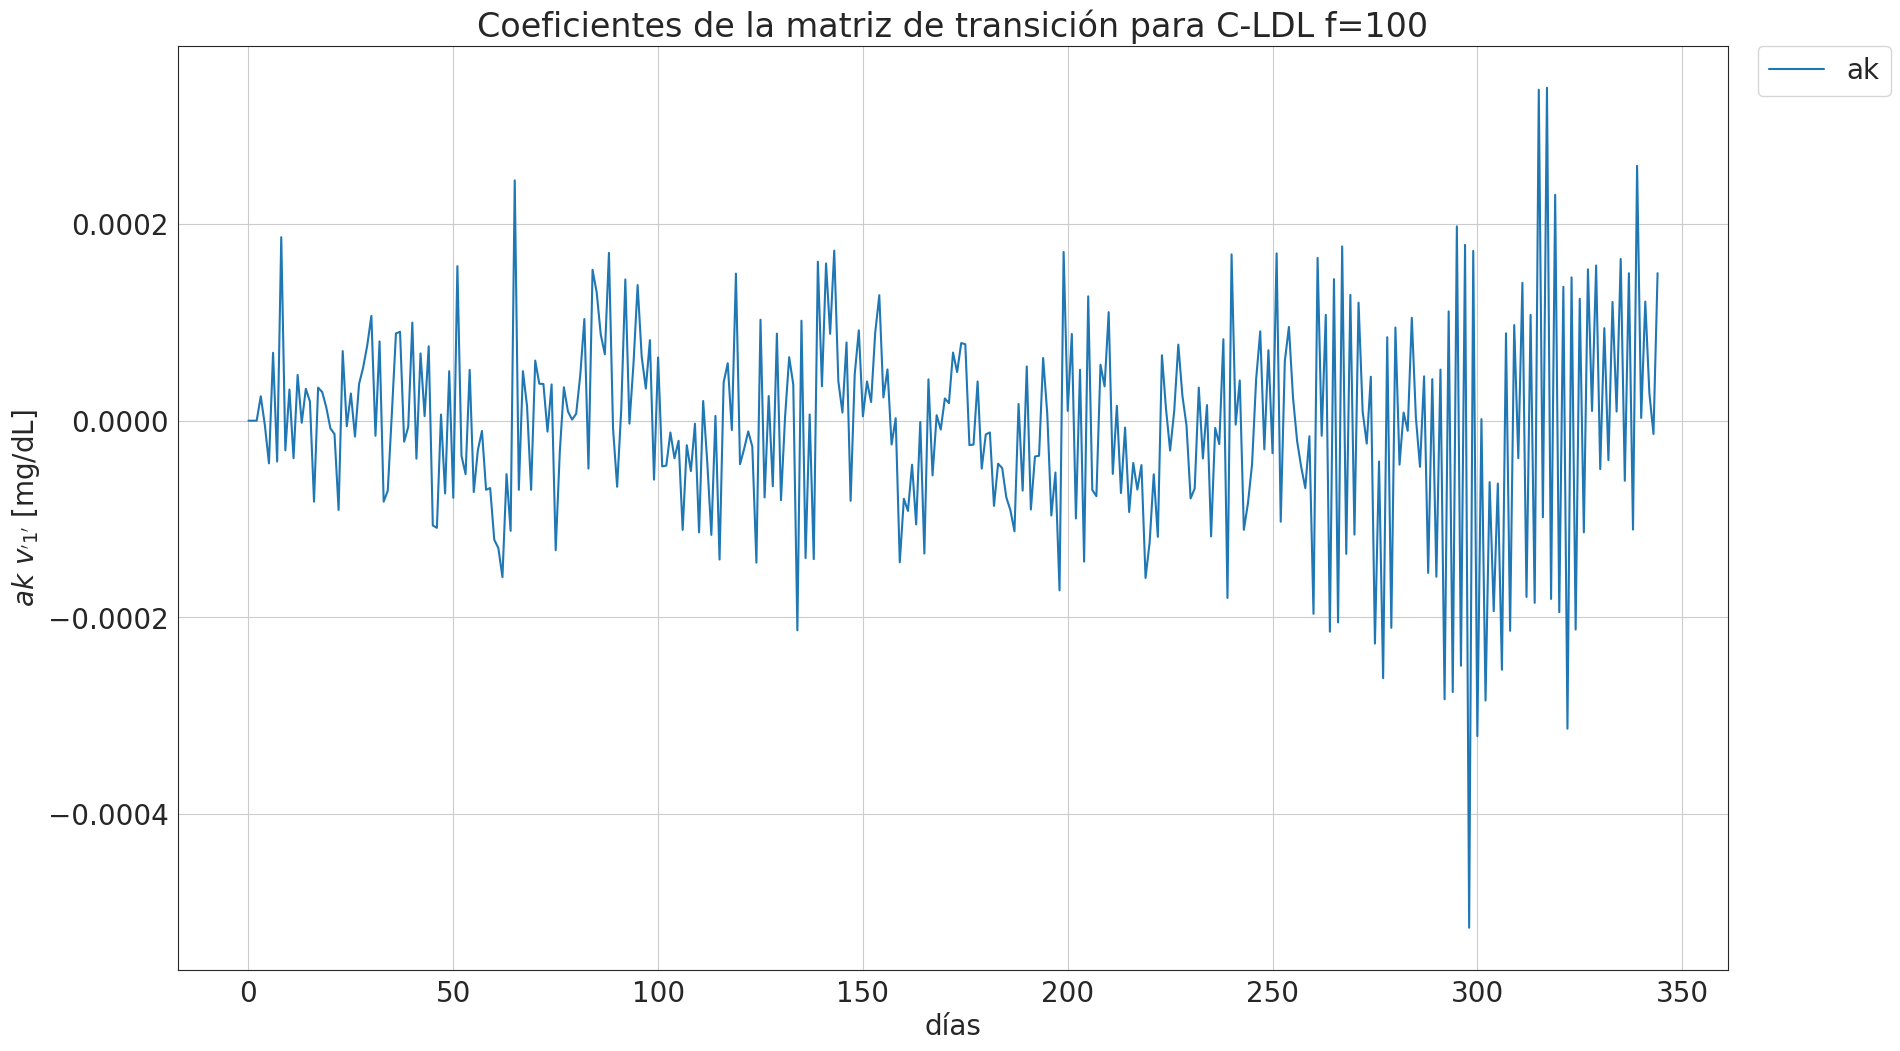 Coeficientes de la matriz de transición para C-LDL f=100
ak
ak v′1′ [mg/dL]
0.0002
0.0000
−0.0002
−0.0004
0 50 100 150 200 250 300 350
días